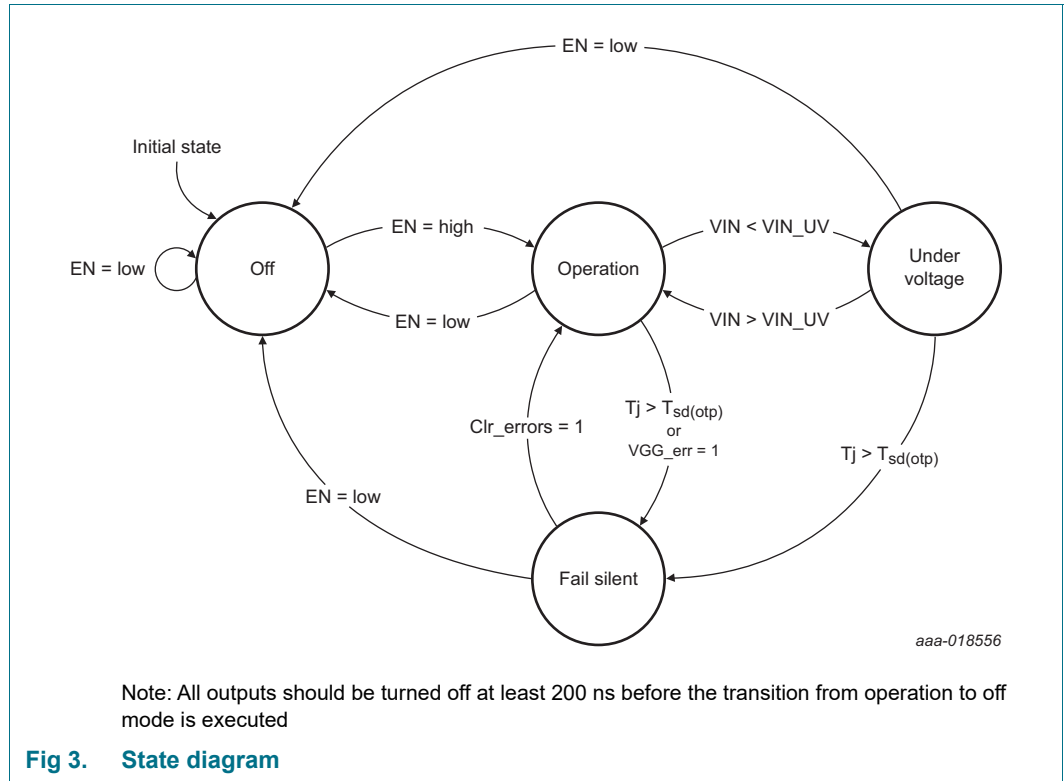 EN = low
Initial state
EN = high
VIN < VIN_UV
Under
voltage
EN = low
Off
Operation
EN = low
VIN > VIN_UV
Tj > Tsd(otp)
or
VGG_err = 1
Clr_errors = 1
Tj > Tsd(otp)
EN = low
Fail silent
aaa-018556
Note: All outputs should be turned off at least 200 ns before the transition from operation to off
mode is executed
Fig 3. State diagram